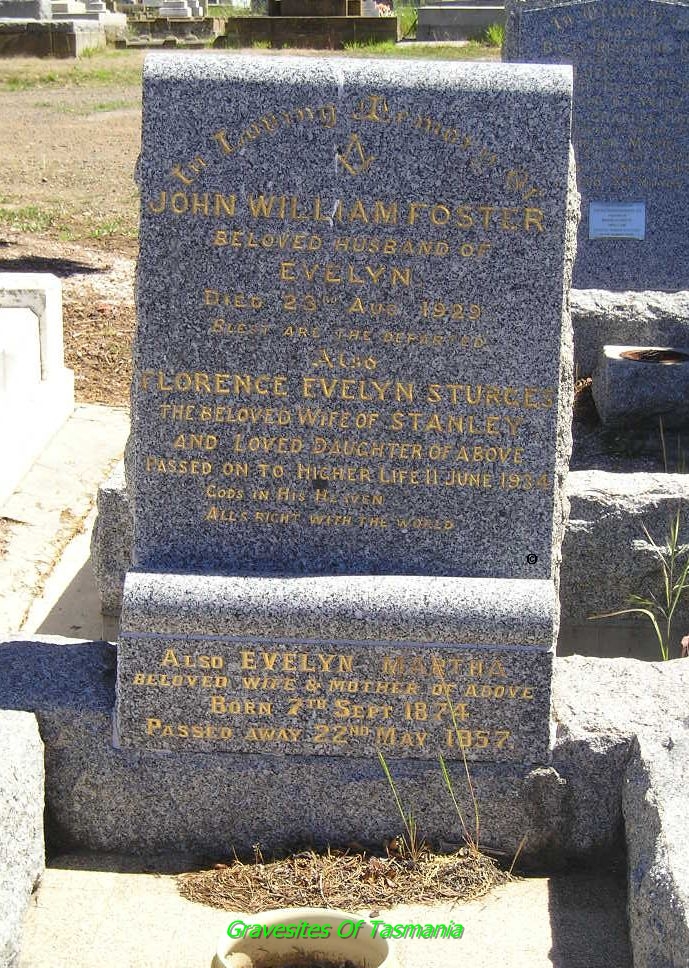 In Loving Memory of
JOHN WILLIAM FOSTER
BELOVED HUSBAND OF
EVELYN
DIED 23RD AUG 1929
BLEST ARE THE DEPARTED
ALSO
FLORENCE EVELYN STURGES
THE BELOVED WIFE OF STANLEY
AND LOVED DAUGHTER OF ABOVE
PASSED ON TO HIGHER LIFE 11 JUNE 1934
GODS IN HIS HEAVEN
ALLS RIGHT WITH THE WORLD
ALSO EVELYN MARTHA
BELOVED WIFE & MOTHER OF ABOVE
BORN 7TH SEPT 1874
PASSED AWAY 22ND MAY 1957
Gravesites Of Tasmania